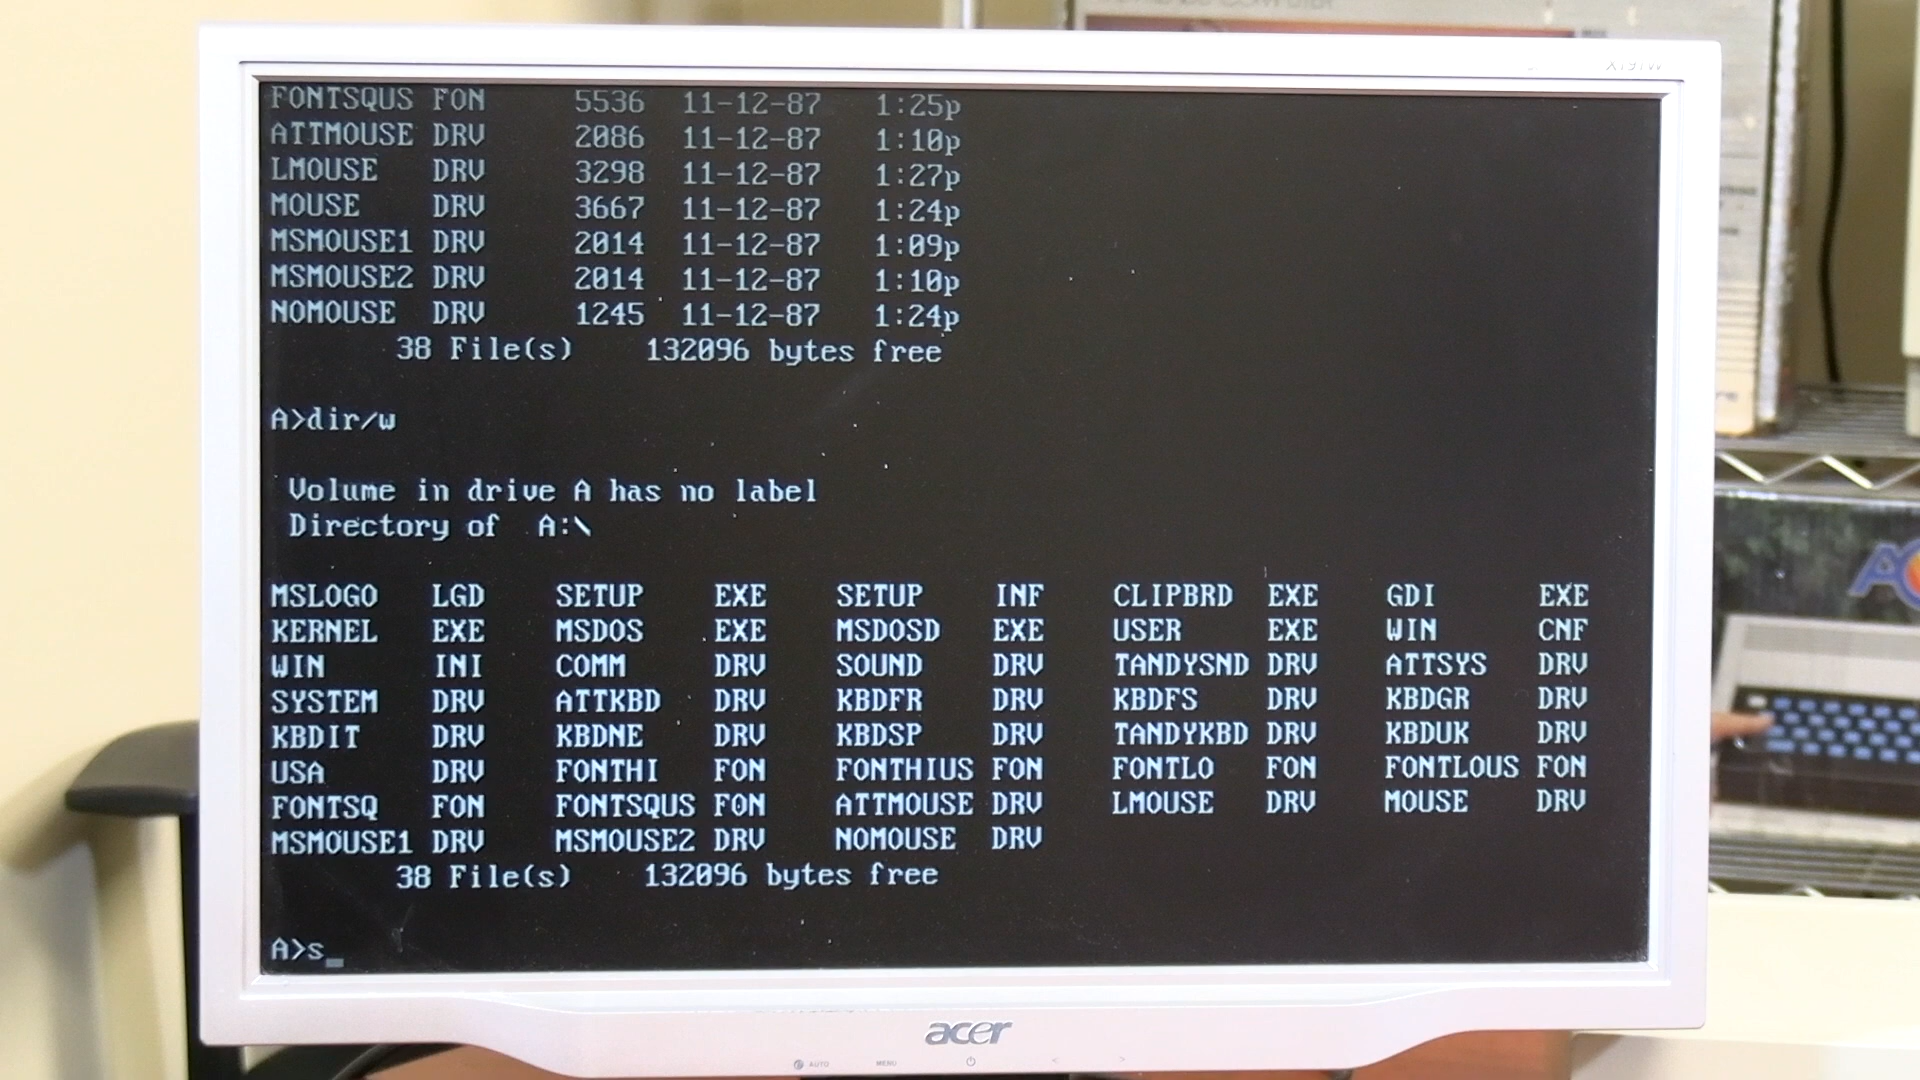 COMPUTER
X191W
FONTSQUS FON 5536 11-12-87 1:25p
ATTMOUSE DRV 2086 11-12-87 1:10p
LMOUSE DRV 3298 11-12-87 1:27p
MOUSE DRV 3667 11-12-87 1:24p
MSMOUSE1 DRV 2014 11-12-87 1:09p
MSMOUSE2 DRV 2014 11-12-87 1:10p
NOMOUSE DRV 1245 11-12-87 1:24p
38 File(s) 132096 bytes free
A>dir/w
Volume in drive A has no label
Directory of A:\
MSLOGO LGD SETUP EXE SETUP INF CLIPBRD EXE GDI EXE
KERNEL EXE MSDOS EXE MSDOSD EXE USER EXE WIN CNF
WIN INI COMM DRV SOUND DRV TANDYSND DRV ATTSYS DRV
SYSTEM DRV ATTKBD DRV KBDFR DRV KBDFS DRV KBDGR DRV
KBDIT DRV KBDNE DRV KBDSP DRV TANDYKBD DRV KBDUK DRV
USA DRV FONTHI FON FONTHIUS FON FONTLO FON FONTLOUS FON
FONTSQ FON FONTSQUS FON ATTMOUSE DRV LMOUSE DRV MOUSE DRV
MSMOUSE1 DRV MSMOUSE2 DRV NOMOUSE DRV
38 File(s) 132096 bytes free
A>s_
acer
AUTO MENU < >